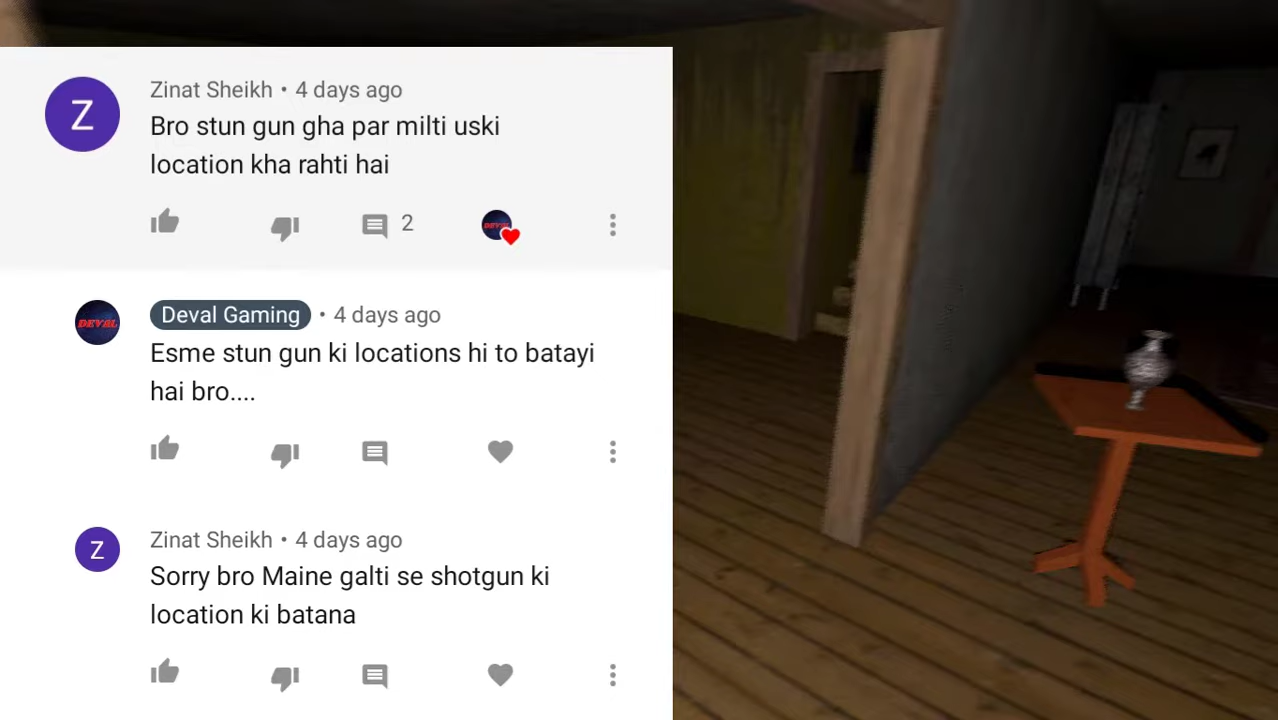 Z
Zinat Sheikh • 4 days ago
Bro stun gun gha par milti uski
location kha rahti hai
2
DEVAL
Deval Gaming • 4 days ago
Esme stun gun ki locations hi to batayi
hai bro....
Z
Zinat Sheikh • 4 days ago
Sorry bro Maine galti se shotgun ki
location ki batana